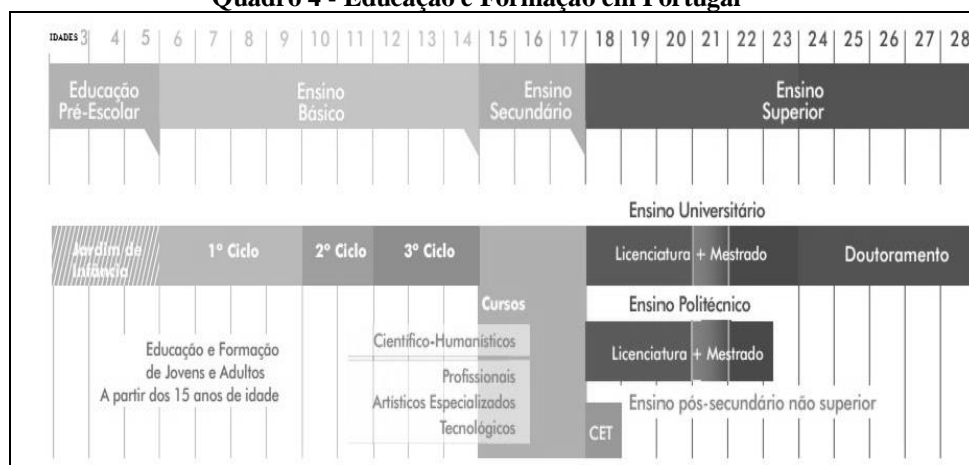 Quadro 4 - Educação e Formação em Portugal
IDADES 3 4 5 6 7 8 9 10 11 12 13 14 15 16 17 18 19 20 21 22 23 24 25 26 27 28
Educação
Pré-Escolar
Ensino
Básico
Ensino
Secundário
Ensino
Superior
Ensino Universitário
Jardim de
Infância
1º Ciclo
2º Ciclo
3º Ciclo
Licenciatura + Mestrado
Doutoramento
Cursos
Ensino Politécnico
Científico-Humanísticos
Licenciatura + Mestrado
Educação e Formação
de Jovens e Adultos
A partir dos 15 anos de idade
Profissionais
Artísticos Especializados
Tecnológicos
Ensino pós-secundário não superior
CET